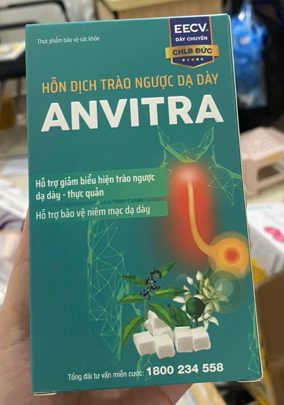 Thực phẩm bảo vệ sức khỏe
EECV
DÂY CHUYỀN
CHLB ĐỨC
HỖN DỊCH TRÀO NGƯỢC DẠ DÀY
ANVITRA
Hỗ trợ giảm biểu hiện trào ngược
dạ dày - thực quản
Hỗ trợ bảo vệ niêm mạc dạ dày
Tổng đài tư vấn miễn cước: 1800 234 558